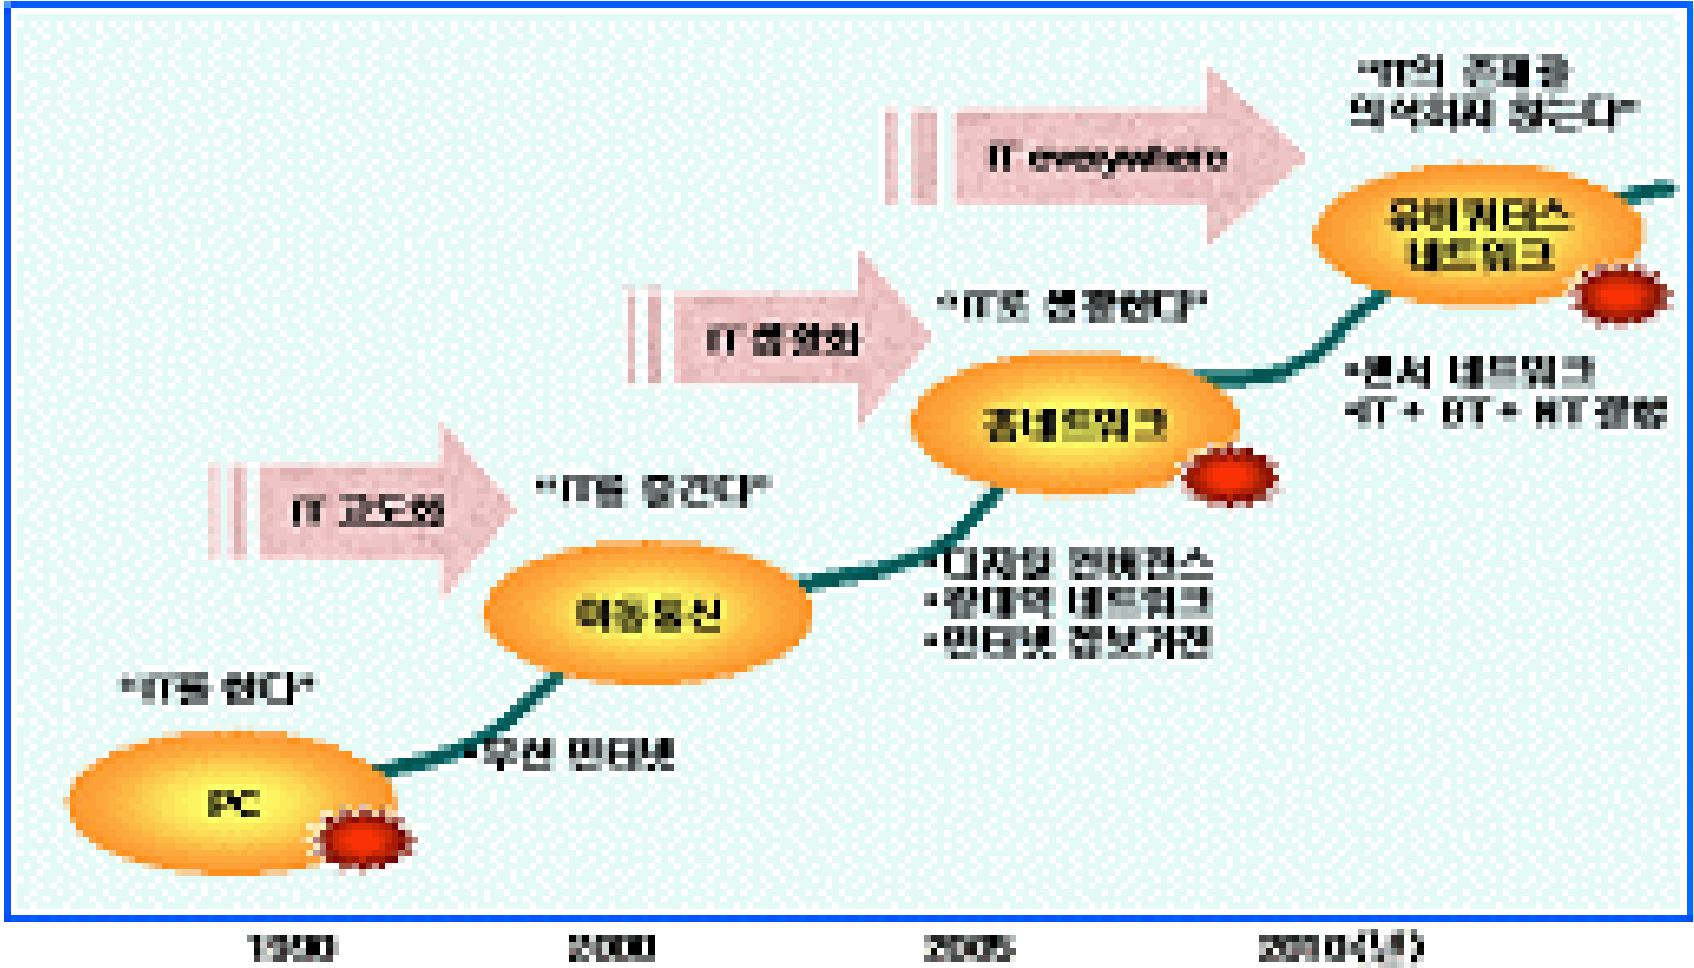 "IT의 존재를
의식하지 않는다"
IT everywhere
유비쿼터스
네트워크
"IT로 생활한다"
IT 생활화
홈네트워크
•센서 네트워크
•IT + BT + NT 결합
"IT를 즐긴다"
IT 고도화
이동통신
•디지털 컨버전스
•광대역 네트워크
•인터넷 정보가전
"IT를 한다"
PC
•무선 인터넷
1990 2000 2005 2010(년)